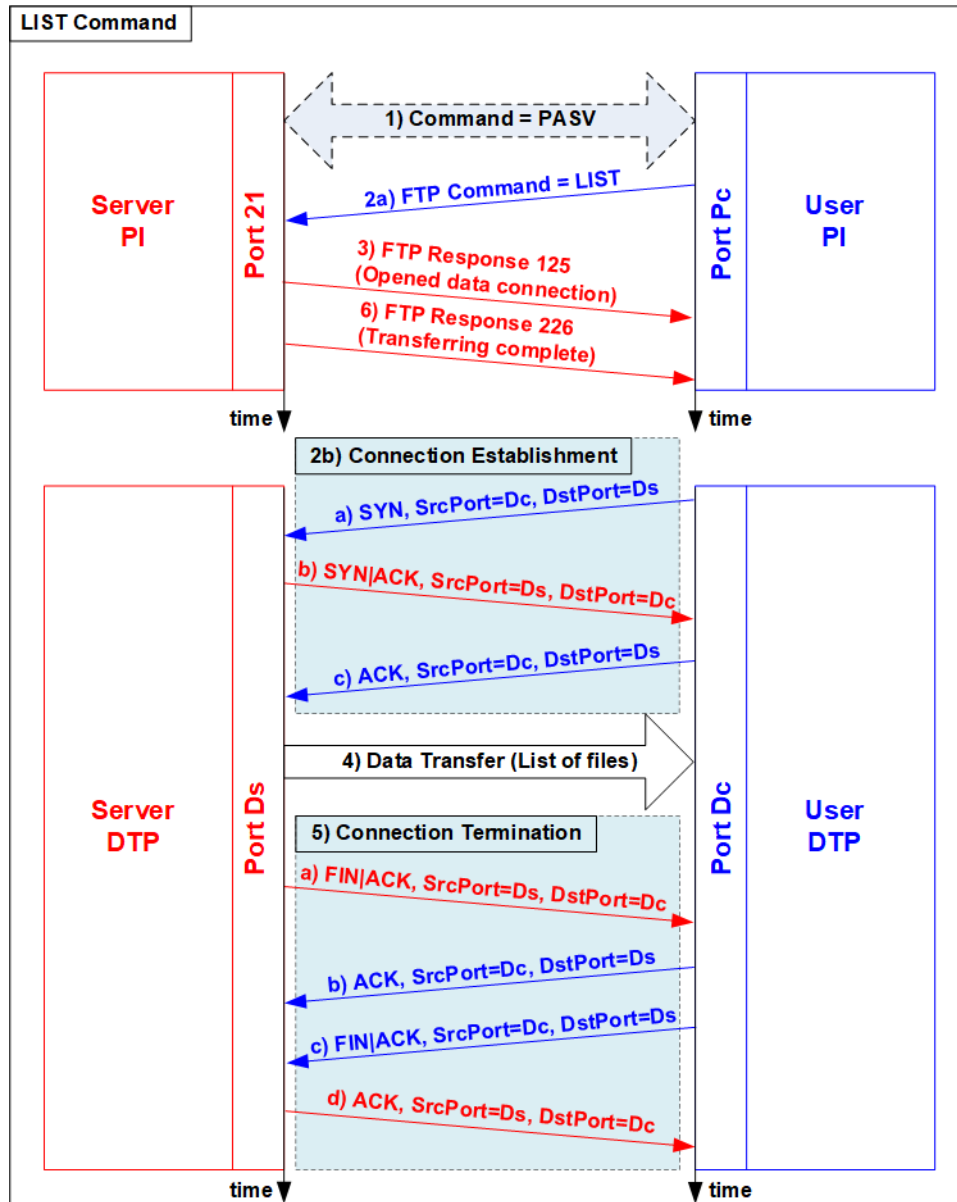 LIST Command
1) Command = PASV
Server
PI
Port 21
2a) FTP Command = LIST
3) FTP Response 125
(Opened data connection)
6) FTP Response 226
(Transferring complete)
Port Pc
User
PI
time
time
2b) Connection Establishment
a) SYN, SrcPort=Dc, DstPort=Ds
b) SYN|ACK, SrcPort=Ds, DstPort=Dc
c) ACK, SrcPort=Dc, DstPort=Ds
4) Data Transfer (List of files)
Server
DTP
Port Ds
Port Dc
User
DTP
5) Connection Termination
a) FIN|ACK, SrcPort=Ds, DstPort=Dc
b) ACK, SrcPort=Dc, DstPort=Ds
c) FIN|ACK, SrcPort=Dc, DstPort=Ds
d) ACK, SrcPort=Ds, DstPort=Dc
time
time